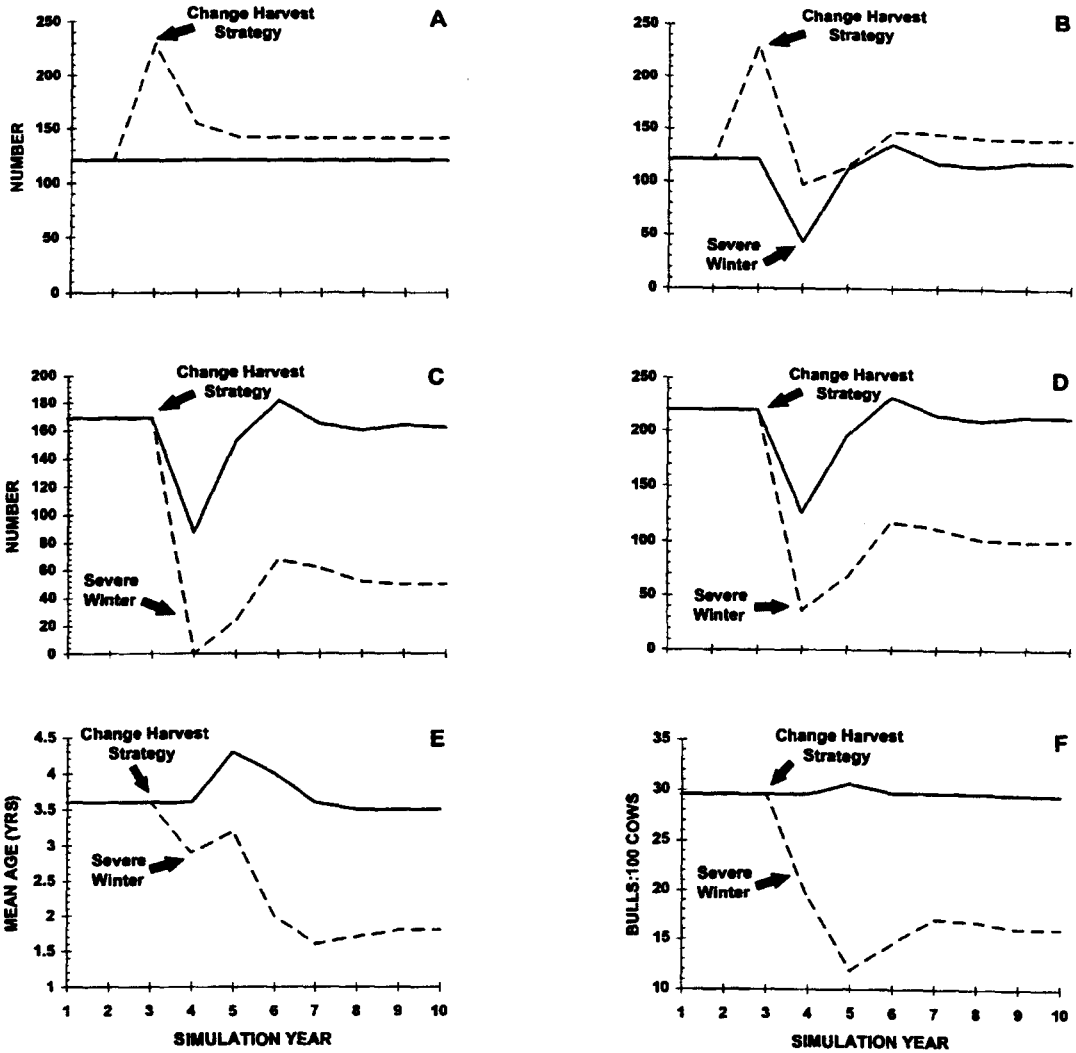 Change Harvest
Strategy
A
250
200
150
100
50
0
NUMBER
Change Harvest
Strategy
B
250
200
150
100
50
0
Severe
Winter
Change Harvest
Strategy
C
200
180
160
140
120
100
80
60
40
20
0
NUMBER
Severe
Winter
Change Harvest
Strategy
D
250
200
150
100
50
0
Severe
Winter
Change Harvest
Strategy
E
4.5
4
3.5
3
2.5
2
1.5
1
MEAN AGE (YRS)
Severe
Winter
1 2 3 4 5 6 7 8 9 10
SIMULATION YEAR
Change Harvest
Strategy
F
35
30
25
20
15
10
BULLS:100 COWS
Severe
Winter
1 2 3 4 5 6 7 8 9 10
SIMULATION YEAR